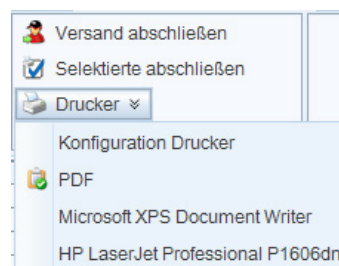 Versand abschließen
Selektierte abschließen
Drucker
Konfiguration Drucker
PDF
Microsoft XPS Document Writer
HP LaserJet Professional P1606dn